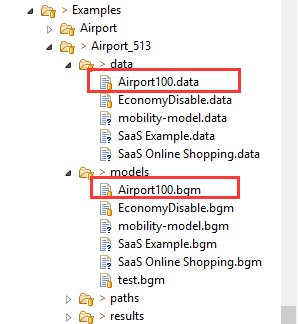 > Examples
Airport
> Airport_513
> data
Airport100.data
EconomyDisable.data
mobility-model.data
SaaS Example.data
SaaS Online Shopping.data
> models
Airport100.bgm
EconomyDisable.bgm
mobility-model.bgm
SaaS Example.bgm
SaaS Online Shopping.bgm
test.bgm
> paths
> results